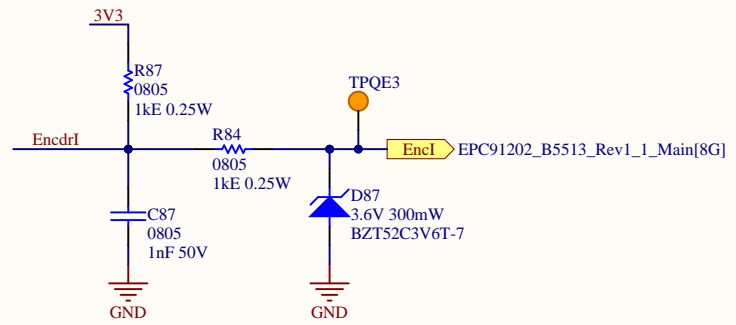 3V3
R87
0805
1kE 0.25W
TPQE3
EncdrI
R84
0805
1kE 0.25W
EncI
EPC91202_B5513_Rev1_1_Main[8G]
C87
0805
1nF 50V
D87
3.6V 300mW
BZT52C3V6T-7
GND
GND